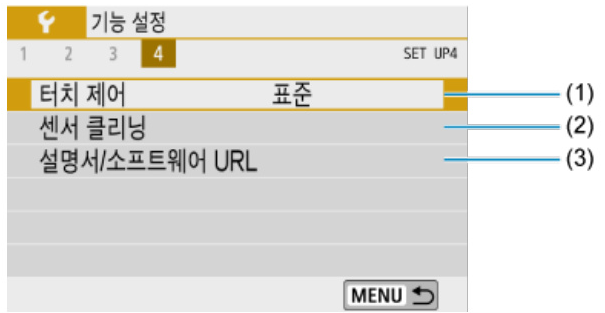 기능 설정
1 2 3 4 SET UP4
터치 제어 표준 (1)
센서 클리닝 (2)
설명서/소프트웨어 URL (3)
MENU